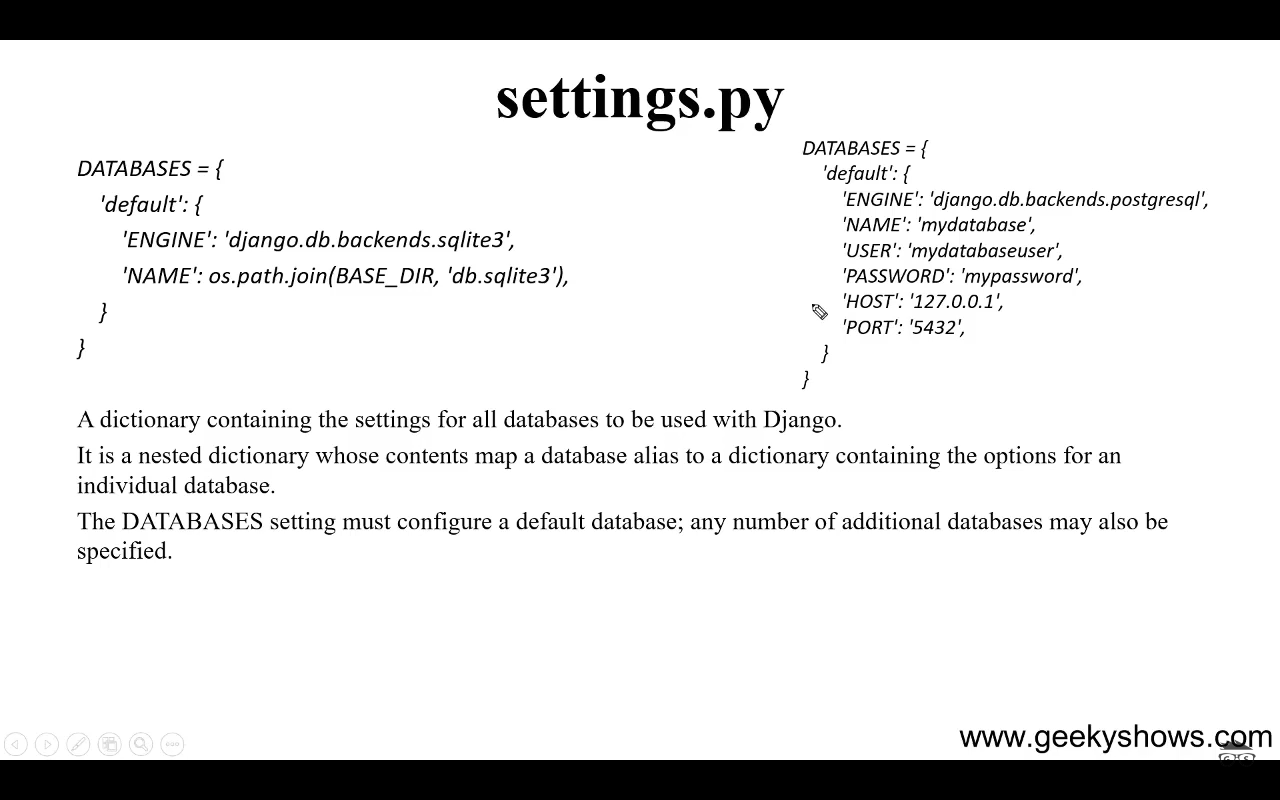 settings.py
DATABASES = {
'default': {
'ENGINE': 'django.db.backends.sqlite3',
'NAME': os.path.join(BASE_DIR, 'db.sqlite3'),
}
}
DATABASES = {
'default': {
'ENGINE': 'django.db.backends.postgresql',
'NAME': 'mydatabase',
'USER': 'mydatabaseuser',
'PASSWORD': 'mypassword',
'HOST': '127.0.0.1',
'PORT': '5432',
}
}
A dictionary containing the settings for all databases to be used with Django.
It is a nested dictionary whose contents map a database alias to a dictionary containing the options for an
individual database.
The DATABASES setting must configure a default database; any number of additional databases may also be
specified.
www.geekyshows.com